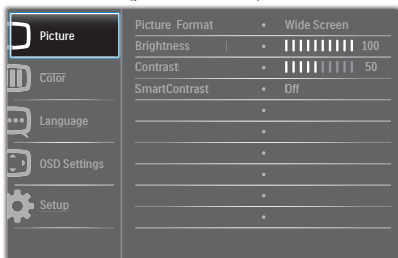 Picture
Color
Language
OSD Settings
Setup
Picture Format • Wide Screen
Brightness • 100
Contrast • 50
SmartContrast • Off